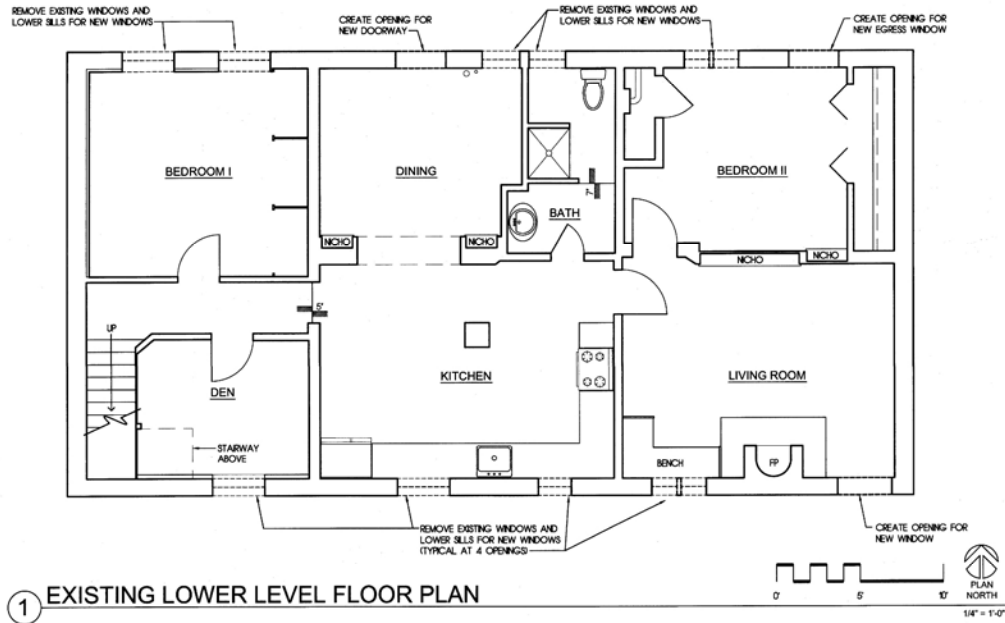 REMOVE EXISTING WINDOWS AND
LOWER SILLS FOR NEW WINDOWS
CREATE OPENING FOR
NEW DOORWAY
REMOVE EXISTING WINDOWS AND
LOWER SILLS FOR NEW WINDOWS
CREATE OPENING FOR
NEW EGRESS WINDOW
BEDROOM I
DINING
BEDROOM II
7"
BATH
NICHO
NICHO
NICHO
NICHO
5"
UP
KITCHEN
LIVING ROOM
DEN
STAIRWAY
ABOVE
BENCH
FP
REMOVE EXISTING WINDOWS AND
LOWER SILLS FOR NEW WINDOWS
(TYPICAL AT 4 OPENINGS)
CREATE OPENING FOR
NEW WINDOW
1 EXISTING LOWER LEVEL FLOOR PLAN
0' 5' 10'
PLAN
NORTH
1/4" = 1'-0"